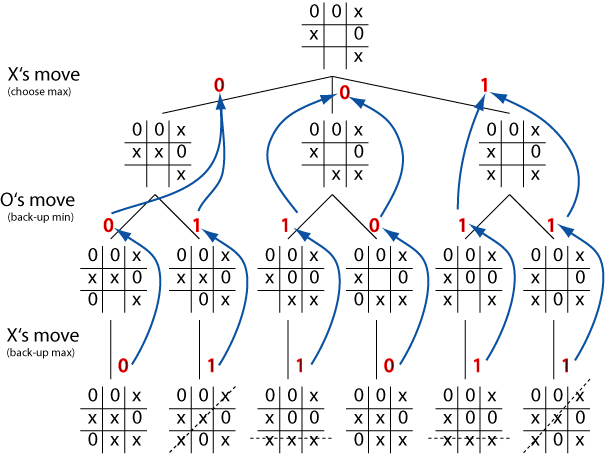 0 0 x
x 0
x
X's move
(choose max)
0 0 1
0 0 x 0 0 x 0 0 x
x x 0 x 0 x 0
x x x x x
O's move
(back-up min)
0 1 1 0 1 1
0 0 x 0 0 x 0 0 x 0 0 x 0 0 x 0 0 x
x x 0 x x 0 x 0 0 x 0 x 0 0 x 0
0 x 0 x x x 0 x x x x x 0 x
X's move
(back-up max)
0 1 1 0 1 1
0 0 x 0 0 x 0 0 x 0 0 x 0 0 x 0 0 x
x x 0 x x 0 x 0 0 x x 0 x 0 0 x x 0
0 x x x 0 x x x x 0 x x x x x x 0 x